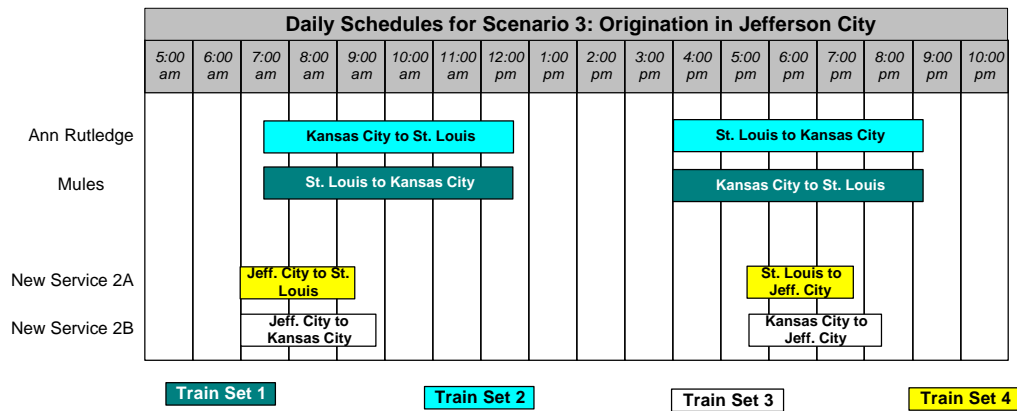 Daily Schedules for Scenario 3: Origination in Jefferson City
5:00 6:00 7:00 8:00 9:00 10:00 11:00 12:00 1:00 2:00 3:00 4:00 5:00 6:00 7:00 8:00 9:00 10:00
am am am am am am am pm pm pm pm pm pm pm pm pm pm pm
Ann Rutledge Kansas City to St. Louis St. Louis to Kansas City
Mules St. Louis to Kansas City Kansas City to St. Louis
New Service 2A
Jeff. City to St.
Louis
St. Louis to
Jeff. City
New Service 2B
Jeff. City to
Kansas City
Kansas City to
Jeff. City
Train Set 1 Train Set 2 Train Set 3 Train Set 4